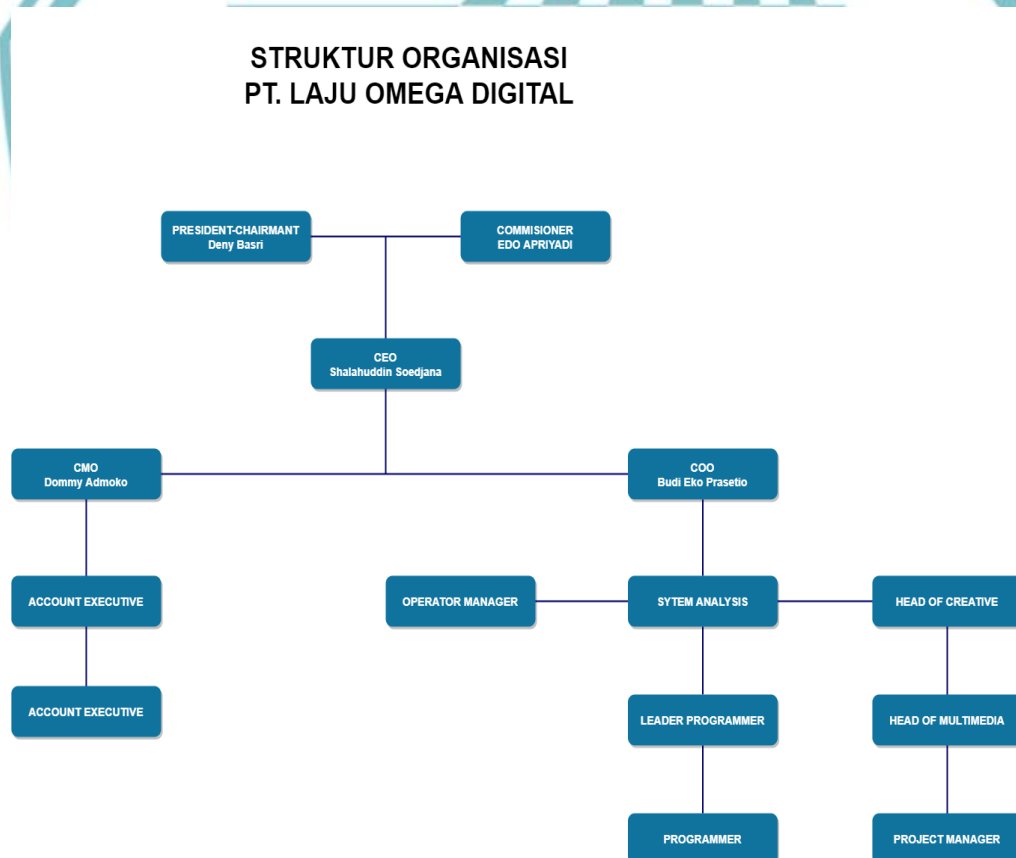 STRUKTUR ORGANISASI
PT. LAJU OMEGA DIGITAL
PRESIDENT-CHAIRMANT
Deny Basri
COMMISIONER
EDO APRIYADI
CEO
Shalahuddin Soedjana
CMO
Dommy Admoko
COO
Budi Eko Prasetio
ACCOUNT EXECUTIVE
OPERATOR MANAGER
SYTEM ANALYSIS
HEAD OF CREATIVE
ACCOUNT EXECUTIVE
LEADER PROGRAMMER
HEAD OF MULTIMEDIA
PROGRAMMER
PROJECT MANAGER